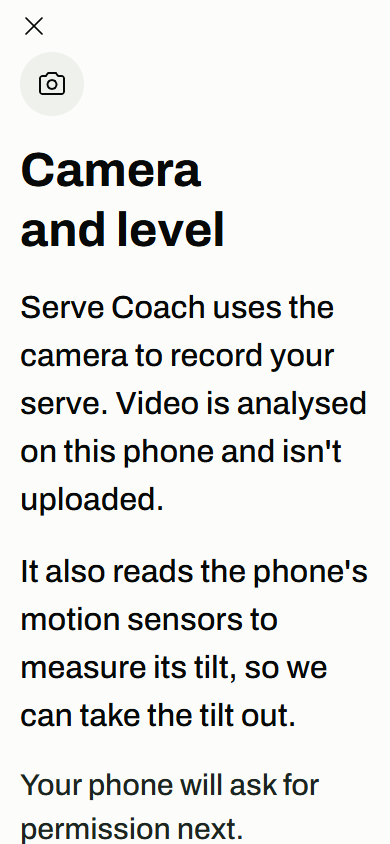 Camera
and level
Serve Coach uses the
camera to record your
serve. Video is analysed
on this phone and isn't
uploaded.
It also reads the phone's
motion sensors to
measure its tilt, so we
can take the tilt out.
Your phone will ask for
permission next.